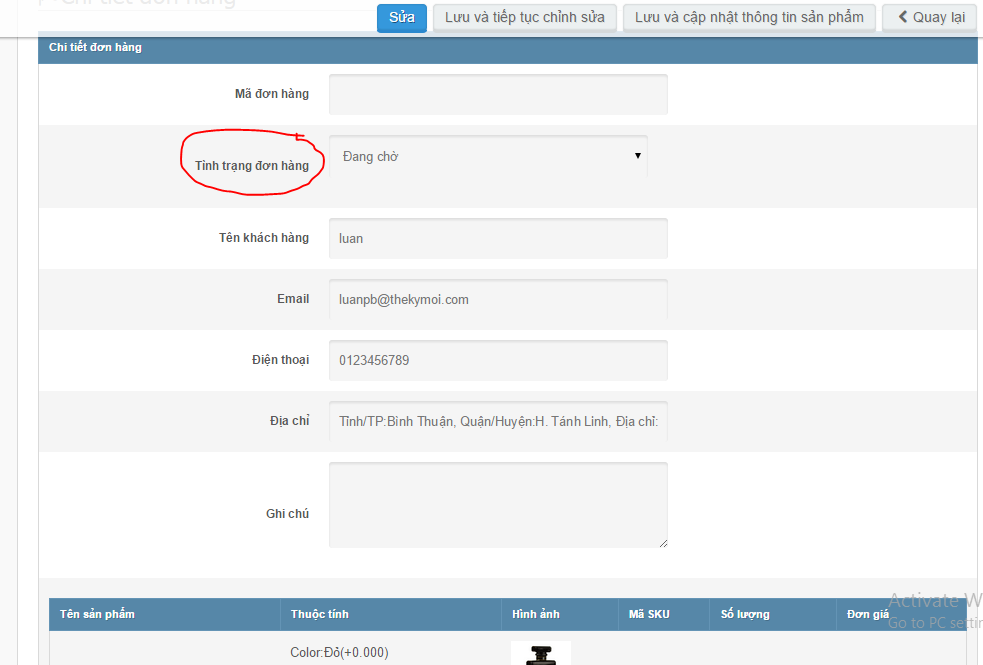 Chi tiết đơn hàng
Sửa
Lưu và tiếp tục chỉnh sửa
Lưu và cập nhật thông tin sản phẩm
Quay lại
Chi tiết đơn hàng
Mã đơn hàng
Tình trạng đơn hàng
Đang chờ
Tên khách hàng
luan
Email
luanpb@thekymoi.com
Điện thoại
0123456789
Địa chỉ
Tỉnh/TP:Bình Thuận, Quận/Huyện:H. Tánh Linh, Địa chỉ:
Ghi chú
Tên sản phẩm
Thuộc tính
Hình ảnh
Mã SKU
Số lượng
Đơn giá
Activate W
Go to PC settin
Color:Đỏ(+0.000)